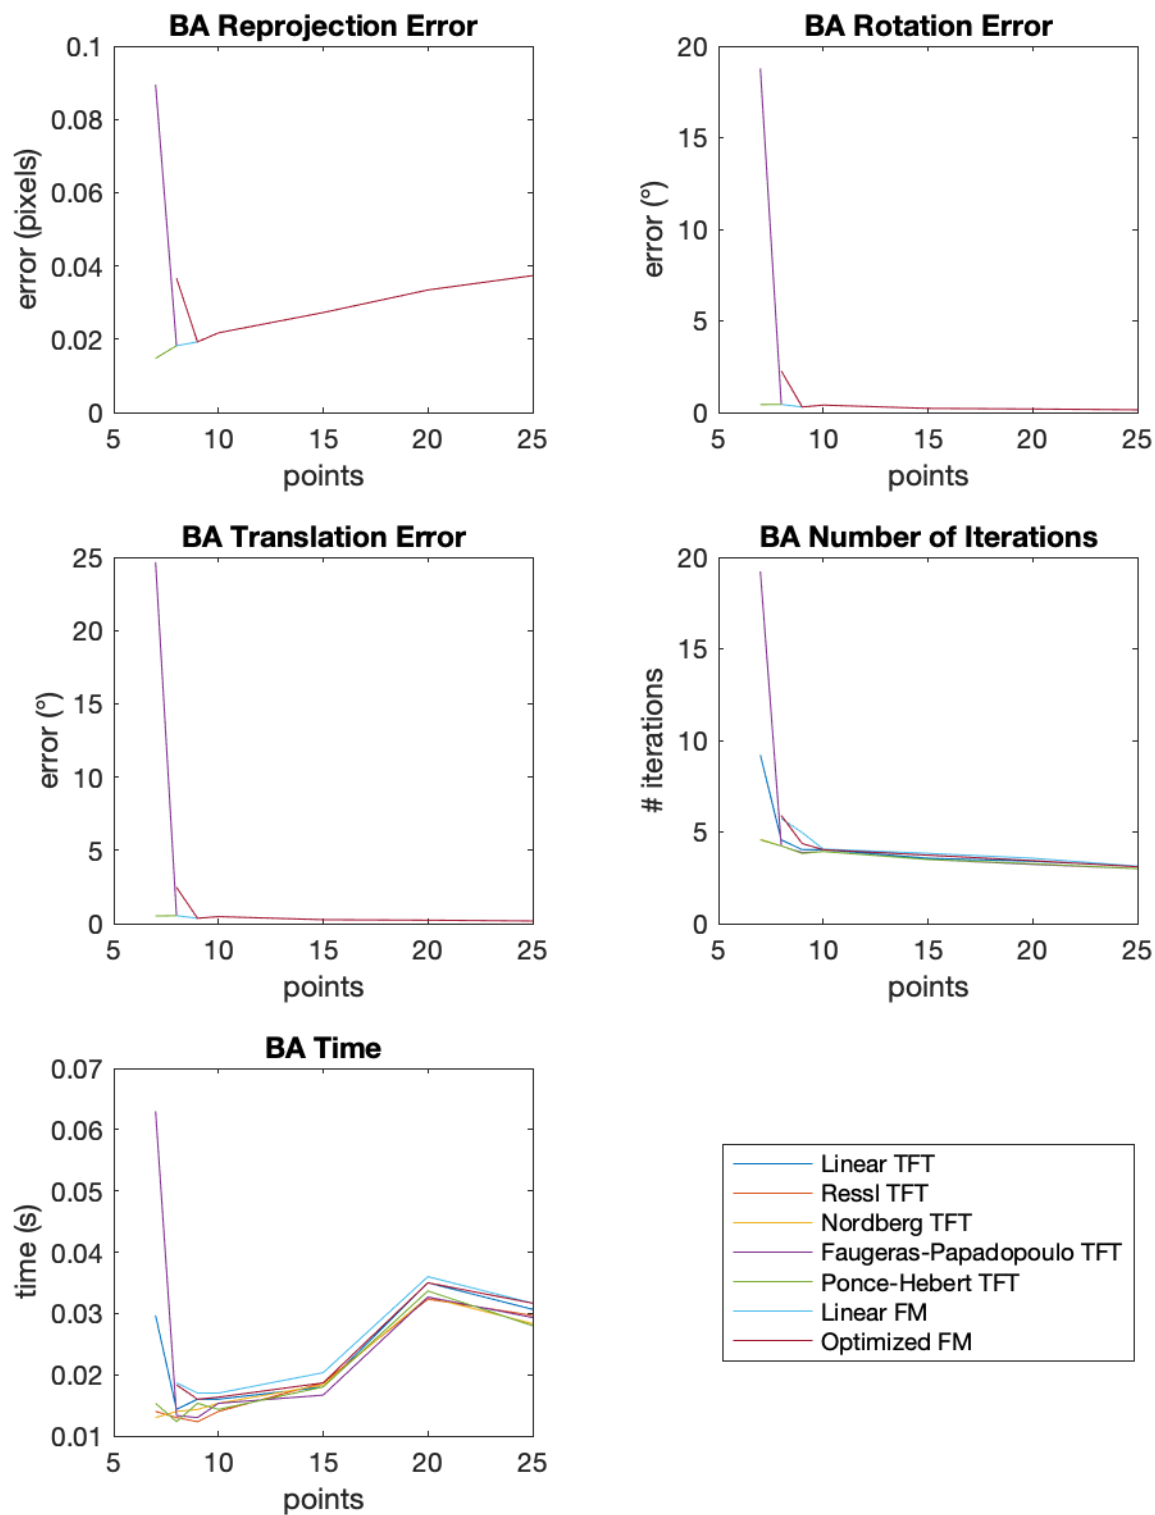 BA Reprojection Error
0.1
0.08
0.06
0.04
0.02
0
error (pixels)
5 10 15 20 25
points
BA Rotation Error
20
15
10
5
0
error (°)
5 10 15 20 25
points
BA Translation Error
25
20
15
10
5
0
error (°)
5 10 15 20 25
points
BA Number of Iterations
20
15
10
5
0
# iterations
5 10 15 20 25
points
BA Time
0.07
0.06
0.05
0.04
0.03
0.02
0.01
time (s)
5 10 15 20 25
points
Linear TFT
Ressl TFT
Nordberg TFT
Faugeras-Papadopoulo TFT
Ponce-Hebert TFT
Linear FM
Optimized FM